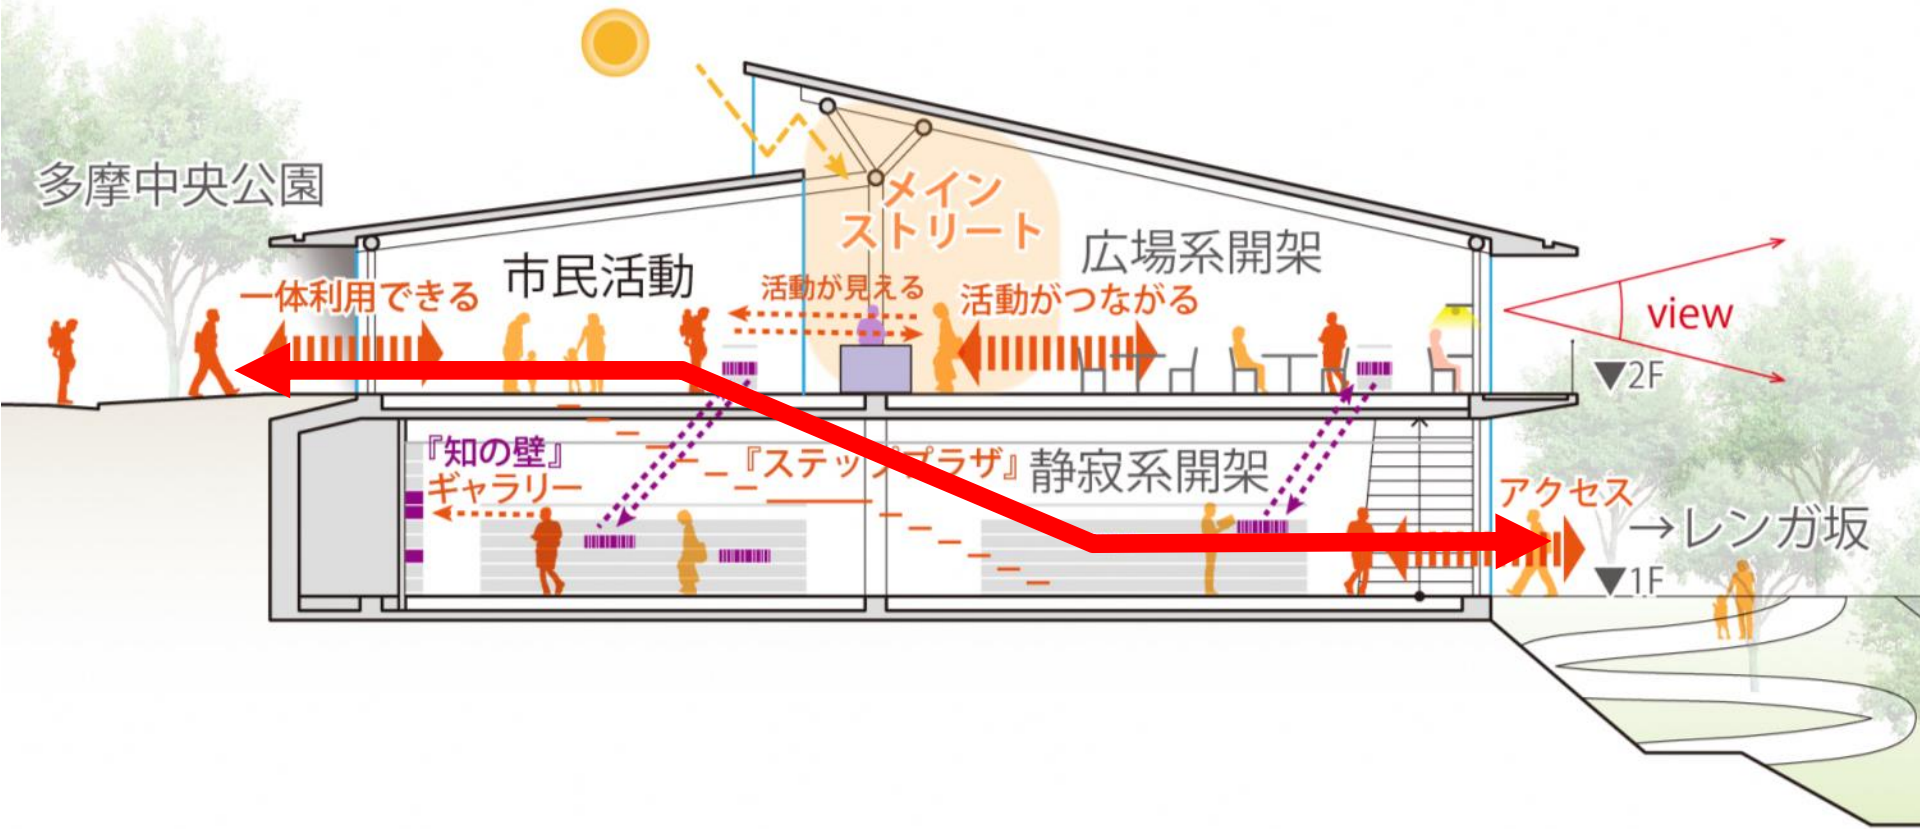 多摩中央公園
メイン
ストリート
市民活動
広場系開架
一体利用できる
活動が見える
活動がつながる
view
▼2F
『知の壁』
ギャラリー
『ステッププラザ』
静寂系開架
アクセス
→レンガ坂
▼1F